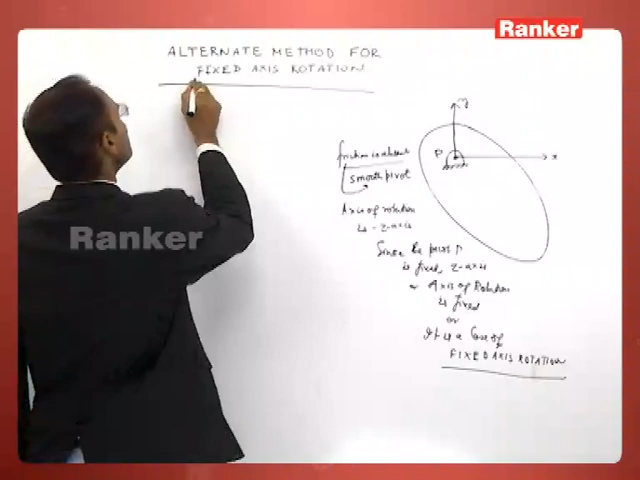 Ranker
ALTERNATE METHOD FOR
FIXED AXIS ROTATION
y
P
x
friction is absent
smooth pivot
Axis of rotation
is - z-axis
Since the point P
is fixed, z-axis
or Axis of Rotation
is fixed
or
It is a Case of
FIXED AXIS ROTATION
Ranker
Ranker